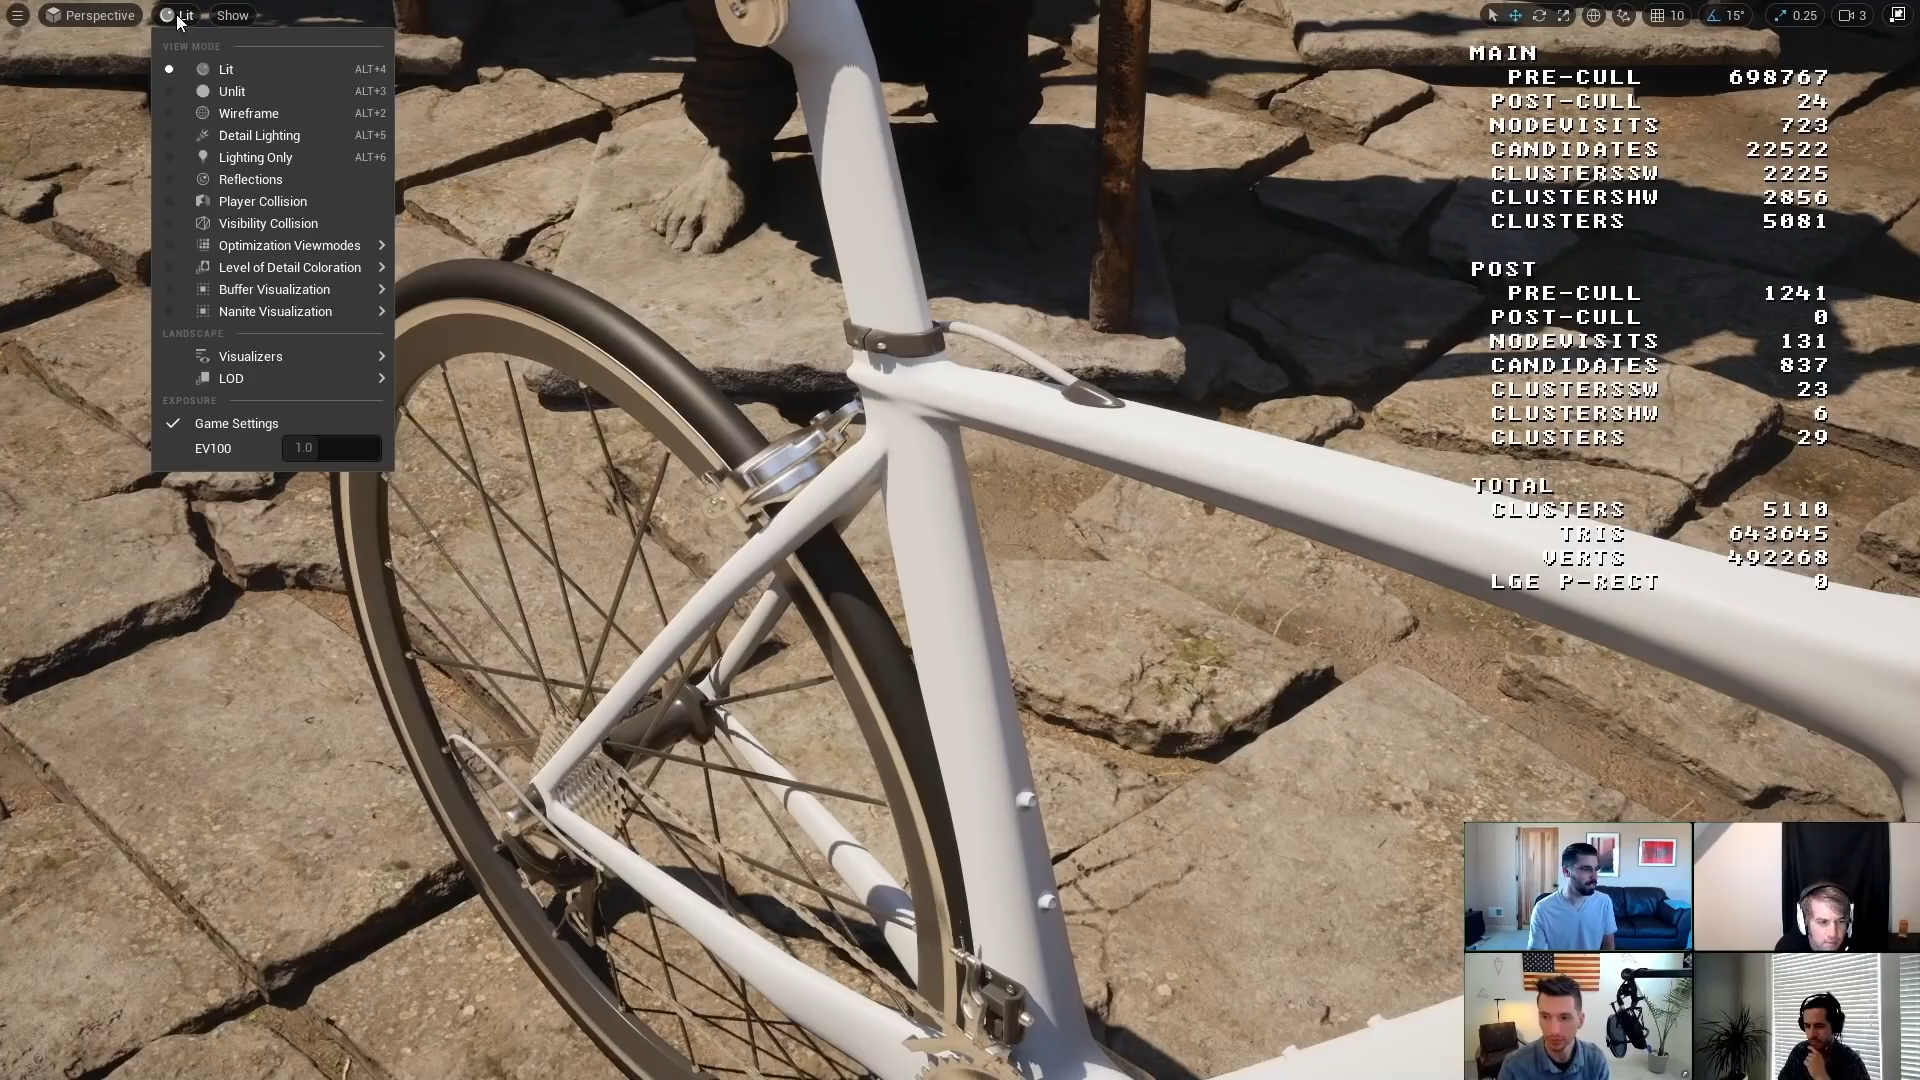 Perspective Lit Show 10 15° 0.25 3
VIEW MODE
Lit ALT+4
Unlit ALT+3
Wireframe ALT+2
Detail Lighting ALT+5
Lighting Only ALT+6
Reflections
Player Collision
Visibility Collision
Optimization Viewmodes
Level of Detail Coloration
Buffer Visualization
Nanite Visualization
LANDSCAPE
Visualizers
LOD
EXPOSURE
Game Settings
EV100 1.0
MAIN
PRE-CULL 698767
POST-CULL 24
NODEVISITS 723
CANDIDATES 22522
CLUSTERSSW 2225
CLUSTERSHW 2856
CLUSTERS 5081
POST
PRE-CULL 1241
POST-CULL 0
NODEVISITS 131
CANDIDATES 837
CLUSTERSSW 23
CLUSTERSHW 6
CLUSTERS 29
TOTAL
CLUSTERS 5110
TRIS 643645
VERTS 492268
LGE P-RECT 0